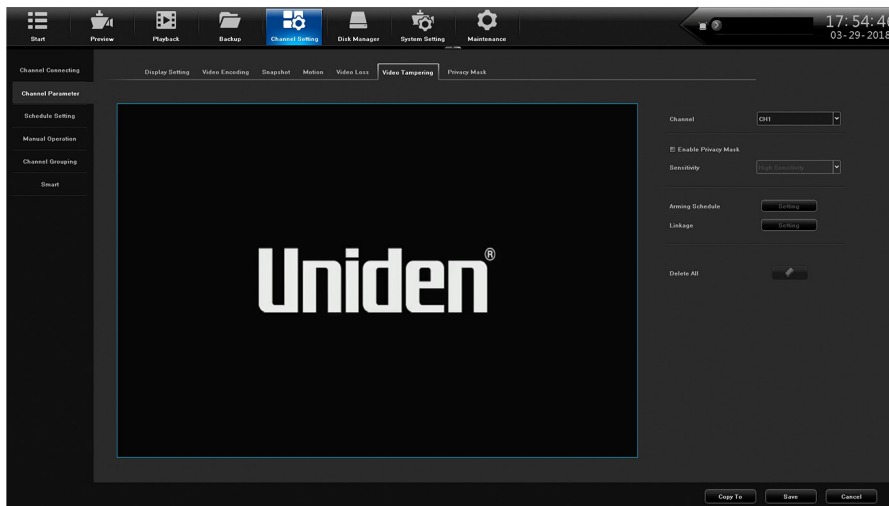 Start Preview Playback Backup Channel Setting Disk Manager System Setting Maintenance
17:54:4
03-29-2018
Channel Connecting
Channel Parameter
Schedule Setting
Manual Operation
Channel Grouping
Smart
Display Setting Video Encoding Snapshot Motion Video Loss Video Tampering Privacy Mask
Uniden®
Channel CH1
Enable Privacy Mask
Sensitivity High Sensitivity
Arming Schedule Setting
Linkage Setting
Delete All
Copy To Save Cancel